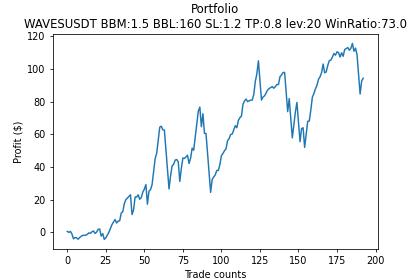 Portfolio
WAVESUSDT BBM:1.5 BBL:160 SL:1.2 TP:0.8 lev:20 WinRatio:73.0
120
100
80
60
40
20
0
Profit ($)
0 25 50 75 100 125 150 175 200
Trade counts